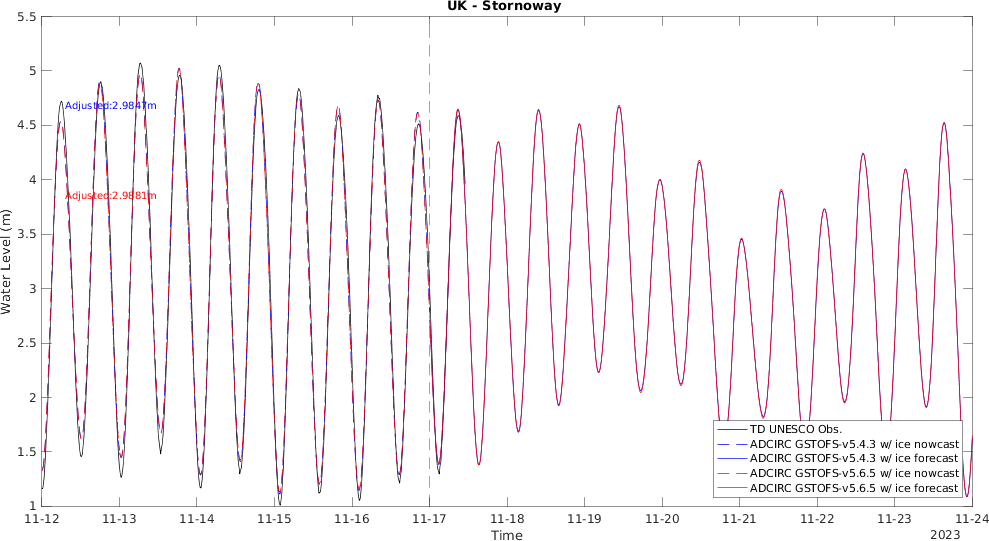 UK - Stornoway
5.5
5
4.5
4
3.5
3
2.5
2
1.5
1
Water Level (m)
Adjusted:2.9847m
Adjusted:2.9881m
TD UNESCO Obs.
ADCIRC GSTOFS-v5.4.3 w/ ice nowcast
ADCIRC GSTOFS-v5.4.3 w/ ice forecast
ADCIRC GSTOFS-v5.6.5 w/ ice nowcast
ADCIRC GSTOFS-v5.6.5 w/ ice forecast
11-12 11-13 11-14 11-15 11-16 11-17 11-18 11-19 11-20 11-21 11-22 11-23 11-24
Time
2023